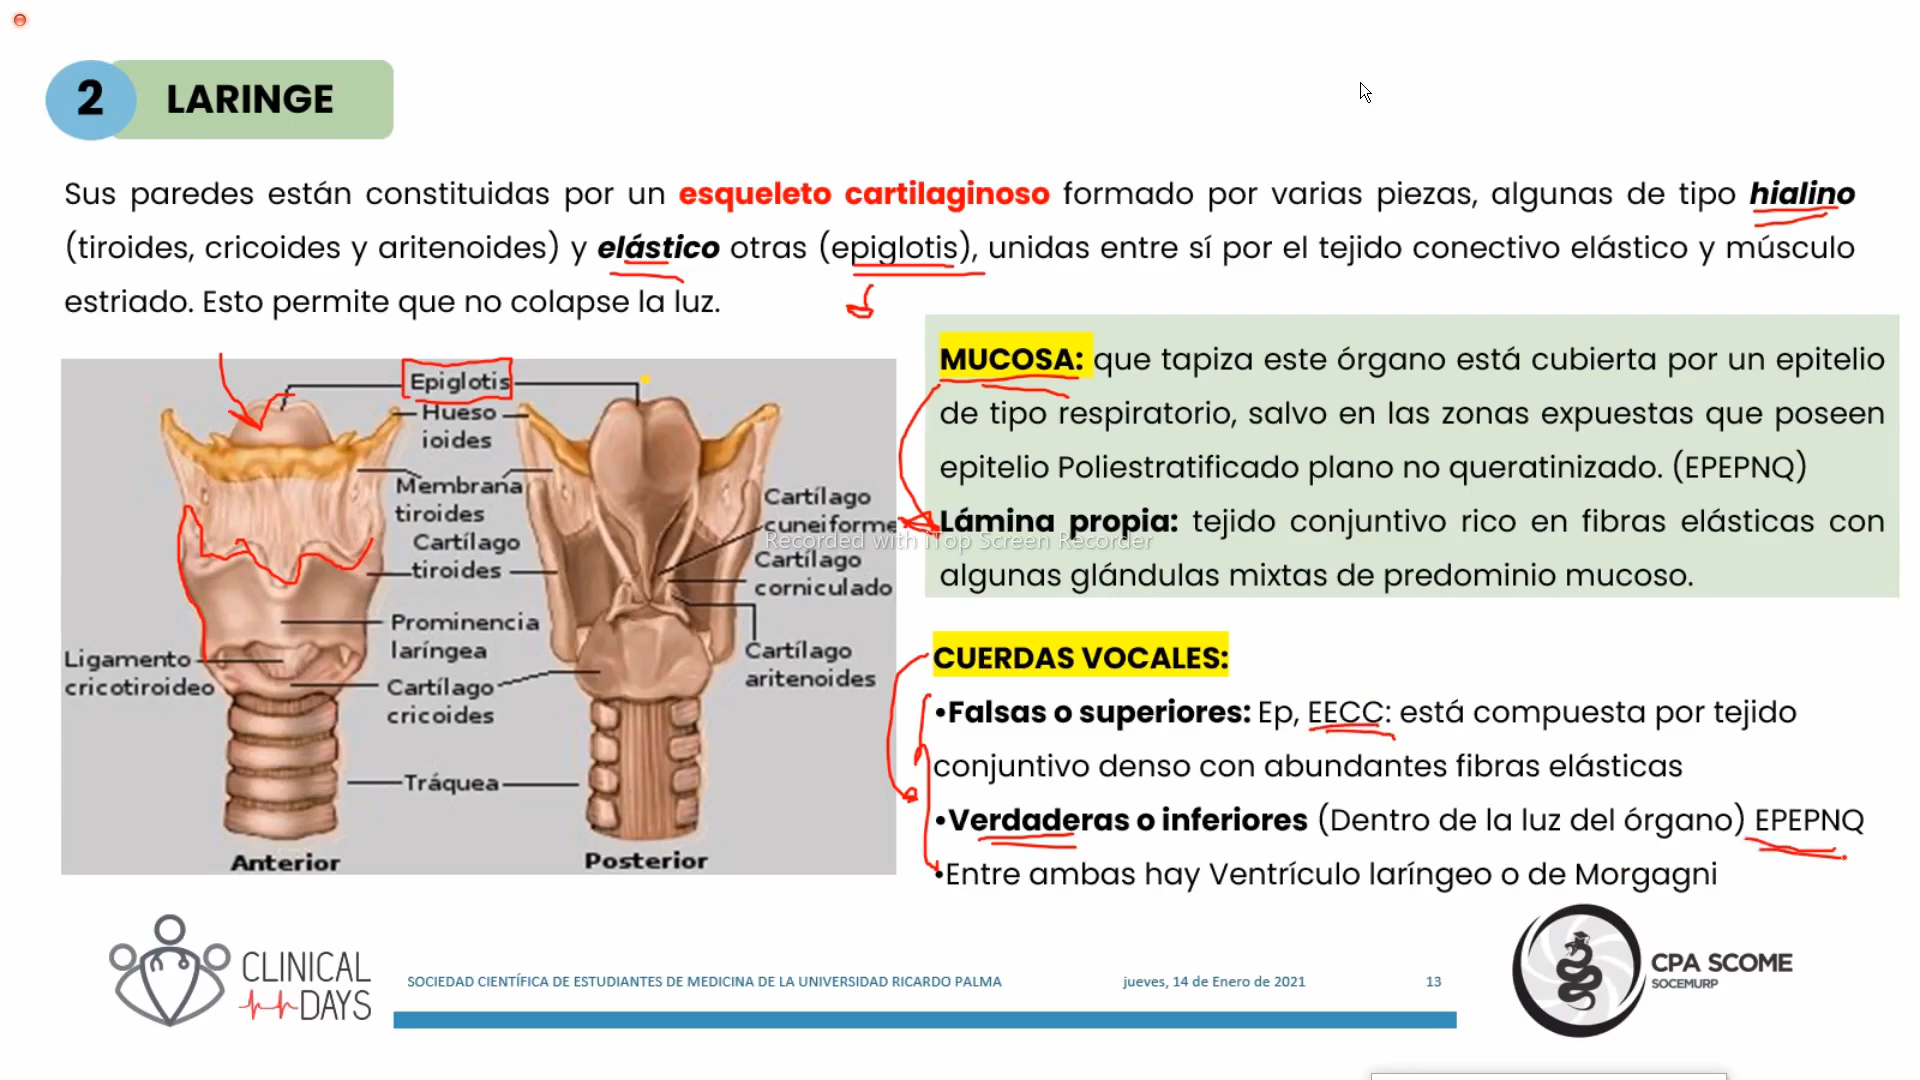 2 LARINGE
Sus paredes están constituidas por un esqueleto cartilaginoso formado por varias piezas, algunas de tipo hialino
(tiroides, cricoides y aritenoides) y elástico otras (epiglotis), unidas entre sí por el tejido conectivo elástico y músculo
estriado. Esto permite que no colapse la luz.
Epiglotis
Hueso
ioides
Membrana
tiroides
Cartílago
tiroides
Prominencia
laríngea
Ligamento
cricotiroideo
Cartílago
cricoides
Tráquea
Cartílago
cuneiforme
Cartílago
corniculado
Cartílago
aritenoides
Anterior
Posterior
MUCOSA: que tapiza este órgano está cubierta por un epitelio
de tipo respiratorio, salvo en las zonas expuestas que poseen
epitelio Poliestratificado plano no queratinizado. (EPEPNQ)
Lámina propia: tejido conjuntivo rico en fibras elásticas con
Recorded with iTop Screen Recorder
algunas glándulas mixtas de predominio mucoso.
CUERDAS VOCALES:
•Falsas o superiores: Ep, EECC: está compuesta por tejido
conjuntivo denso con abundantes fibras elásticas
•Verdaderas o inferiores (Dentro de la luz del órgano) EPEPNQ
•Entre ambas hay Ventrículo laríngeo o de Morgagni
CLINICAL
DAYS
SOCIEDAD CIENTÍFICA DE ESTUDIANTES DE MEDICINA DE LA UNIVERSIDAD RICARDO PALMA
jueves, 14 de Enero de 2021
13
CPA SCOME
SOCEMURP